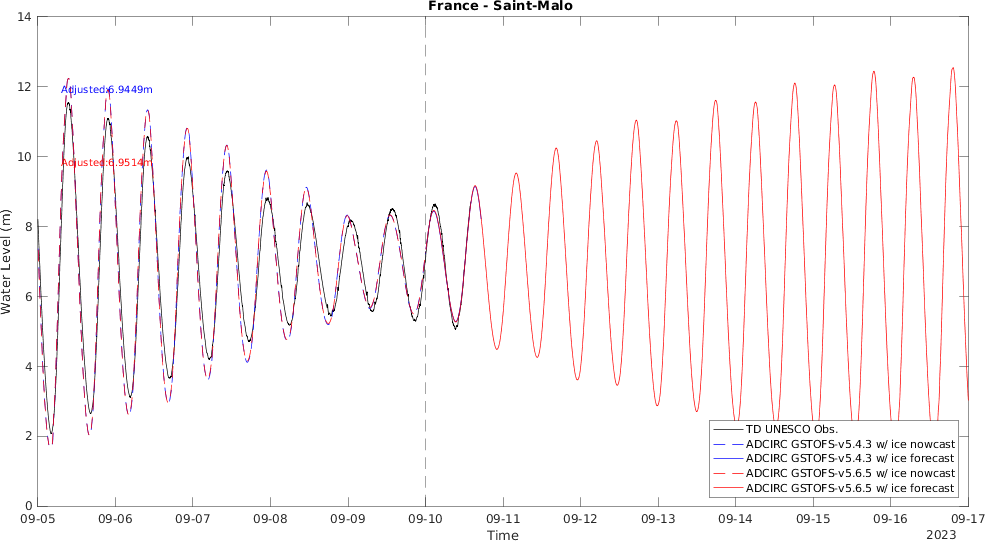 France - Saint-Malo
14
12
10
8
6
4
2
0
Water Level (m)
Adjusted:6.9449m
Adjusted:6.9514m
TD UNESCO Obs.
ADCIRC GSTOFS-v5.4.3 w/ ice nowcast
ADCIRC GSTOFS-v5.4.3 w/ ice forecast
ADCIRC GSTOFS-v5.6.5 w/ ice nowcast
ADCIRC GSTOFS-v5.6.5 w/ ice forecast
09-05 09-06 09-07 09-08 09-09 09-10 09-11 09-12 09-13 09-14 09-15 09-16 09-17
Time
2023